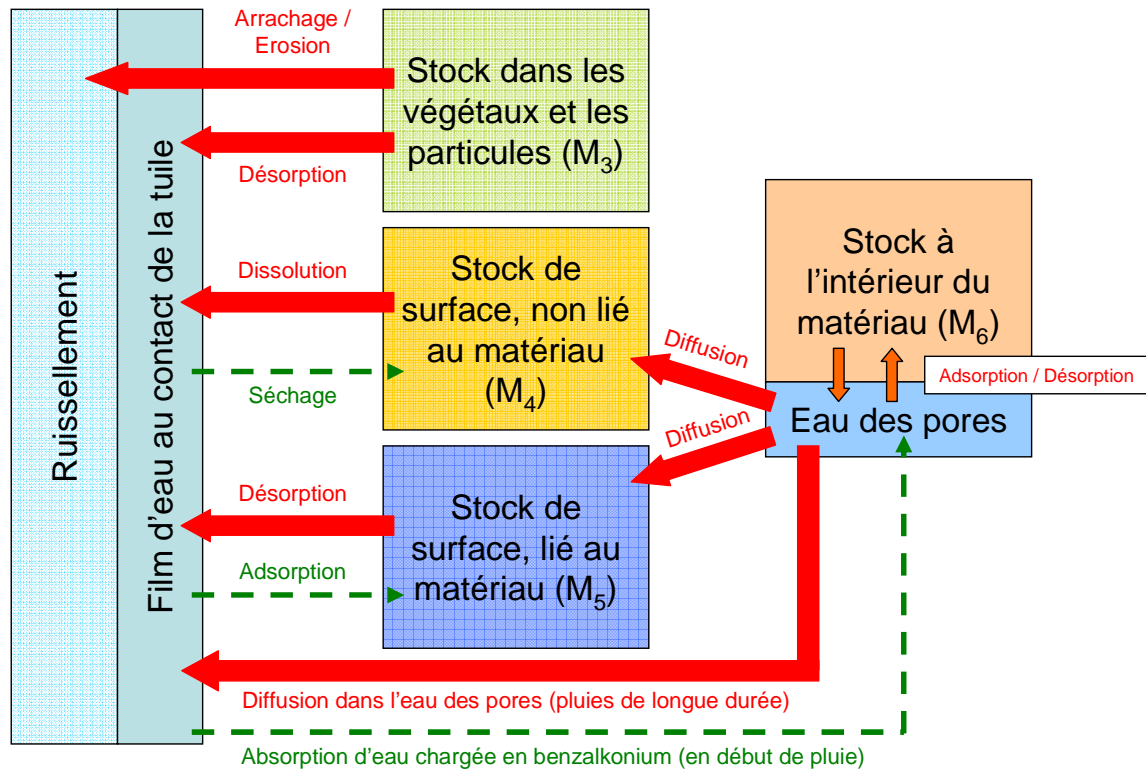 Ruissellement
Film d'eau au contact de la tuile
Arrachage /
Erosion
Désorption
Stock dans les
végétaux et les
particules (M₃)
Dissolution
Séchage
Stock de
surface, non lié
au matériau
(M₄)
Désorption
Adsorption
Stock de
surface, lié au
matériau (M₅)
Diffusion
Diffusion
Stock à
l'intérieur du
matériau (M₆)
Adsorption / Désorption
Eau des pores
Diffusion dans l'eau des pores (pluies de longue durée)
Absorption d'eau chargée en benzalkonium (en début de pluie)